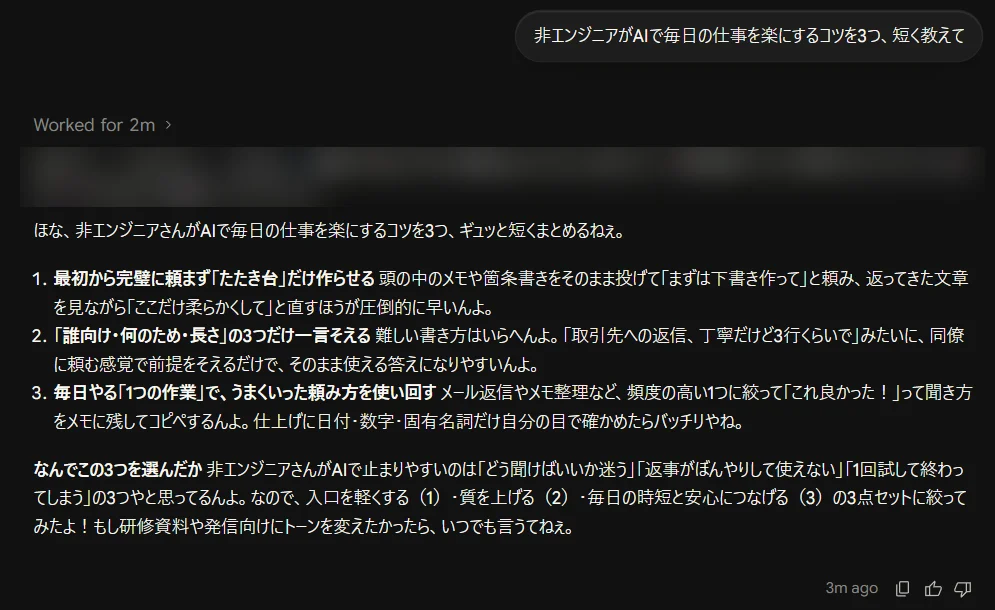 非エンジニアがAIで毎日の仕事を楽にするコツを3つ、短く教えて
Worked for 2m
ほな、非エンジニアさんがAIで毎日の仕事を楽にするコツを3つ、ギュッと短くまとめるねぇ。
1. 最初から完璧に頼まず「たたき台」だけ作らせる 頭の中のメモや箇条書きをそのまま投げて「まずは下書き作って」と頼み、返ってきた文章
を見ながら「ここだけ柔らかくして」と直すほうが圧倒的に早いんよ。
2. 「誰向け・何のため・長さ」の3つだけ一言そえる 難しい書き方はいらへんよ。「取引先への返信、丁寧だけど3行くらいで」みたいに、同僚
に頼む感覚で前提をそえるだけで、そのまま使える答えになりやすいんよ。
3. 毎日やる「1つの作業」で、うまくいった頼み方を使い回す メール返信やメモ整理など、頻度の高い1つに絞って「これ良かった！」って聞き方
をメモに残してコピペするんよ。仕上げに日付・数字・固有名詞だけ自分の目で確かめたらバッチリやね。
なんでこの3つを選んだか 非エンジニアさんがAIで止まりやすいのは「どう聞けばいいか迷う」「返事がぼんやりして使えない」「1回試して終わっ
てしまう」の3つやと思ってるんよ。なので、入口を軽くする（1）・質を上げる（2）・毎日の時短と安心につなげる（3）の3点セットに絞って
みたよ！もし研修資料や発信向けにトーンを変えたかったら、いつでも言うてねぇ。
3m ago